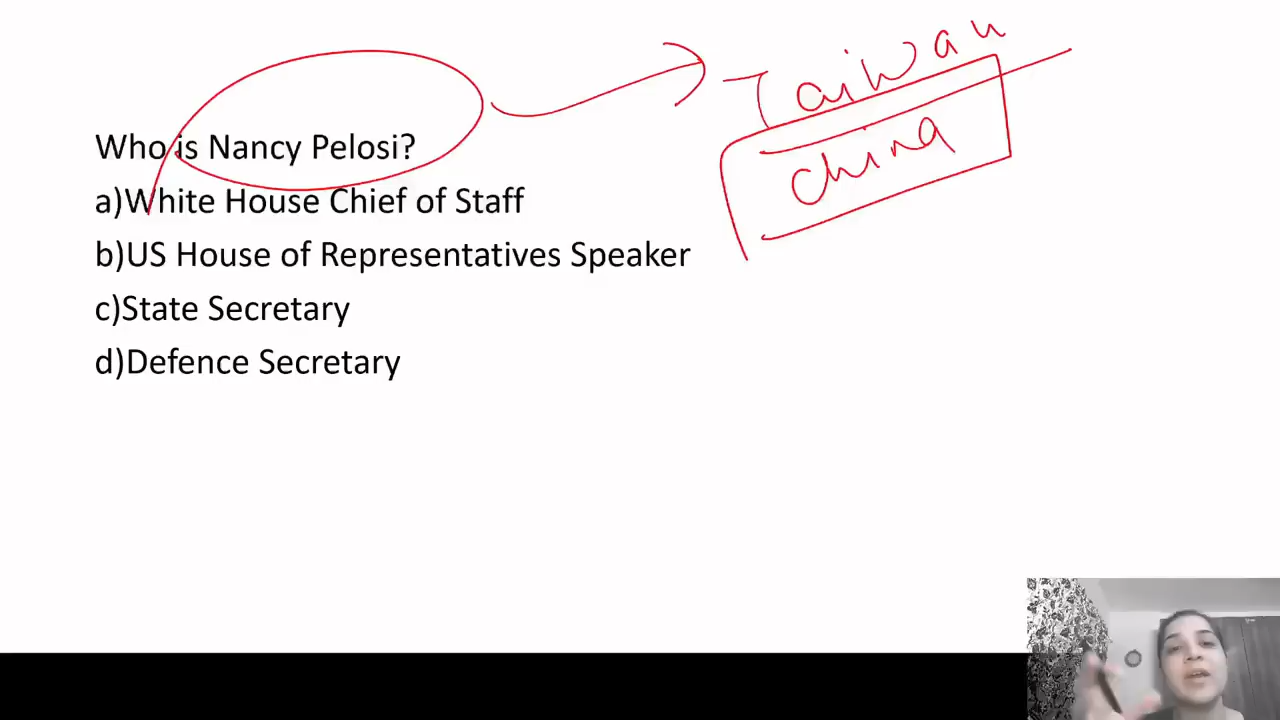 Taiwan
china
Who is Nancy Pelosi?
a)White House Chief of Staff
b)US House of Representatives Speaker
c)State Secretary
d)Defence Secretary